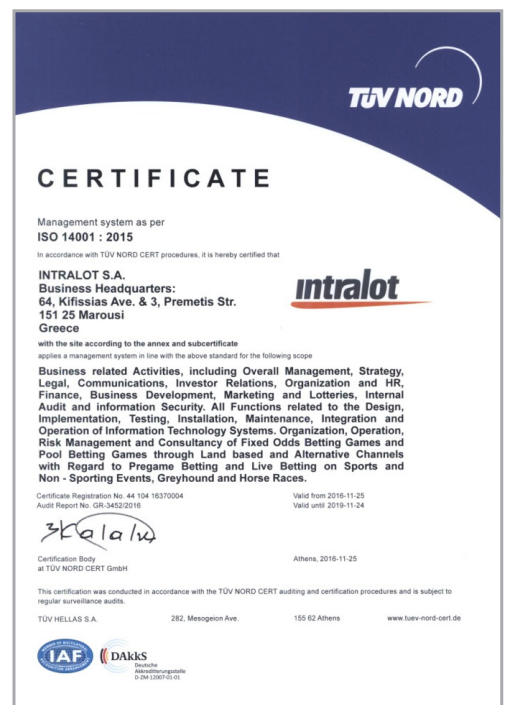 TÜV NORD
CERTIFICATE
Management system as per
ISO 14001 : 2015
In accordance with TÜV NORD CERT procedures, it is hereby certified that
INTRALOT S.A.
Business Headquarters:
64, Kifissias Ave. & 3, Premetis Str.
151 25 Marousi
Greece
intralot
with the site according to the annex and subcertificate
applies a management system in line with the above standard for the following scope
Business related Activities, including Overall Management, Strategy,
Legal, Communications, Investor Relations, Organization and HR,
Finance, Business Development, Marketing and Lotteries, Internal
Audit and information Security. All Functions related to the Design,
Implementation, Testing, Installation, Maintenance, Integration and
Operation of Information Technology Systems. Organization, Operation,
Risk Management and Consultancy of Fixed Odds Betting Games and
Pool Betting Games through Land based and Alternative Channels
with Regard to Pregame Betting and Live Betting on Sports and
Non - Sporting Events, Greyhound and Horse Races.
Certificate Registration No. 44 104 16370004
Audit Report No. GR-3452/2016
Valid from 2016-11-25
Valid until 2019-11-24
Certification Body
at TÜV NORD CERT GmbH
Athens, 2016-11-25
This certification was conducted in accordance with the TÜV NORD CERT auditing and certification procedures and is subject to
regular surveillance audits.
TÜV HELLAS S.A. 282, Mesogeion Ave. 155 62 Athens www.tuev-nord-cert.de
IAF
DAkkS
Deutsche
Akkreditierungsstelle
D-ZM-12007-01-01